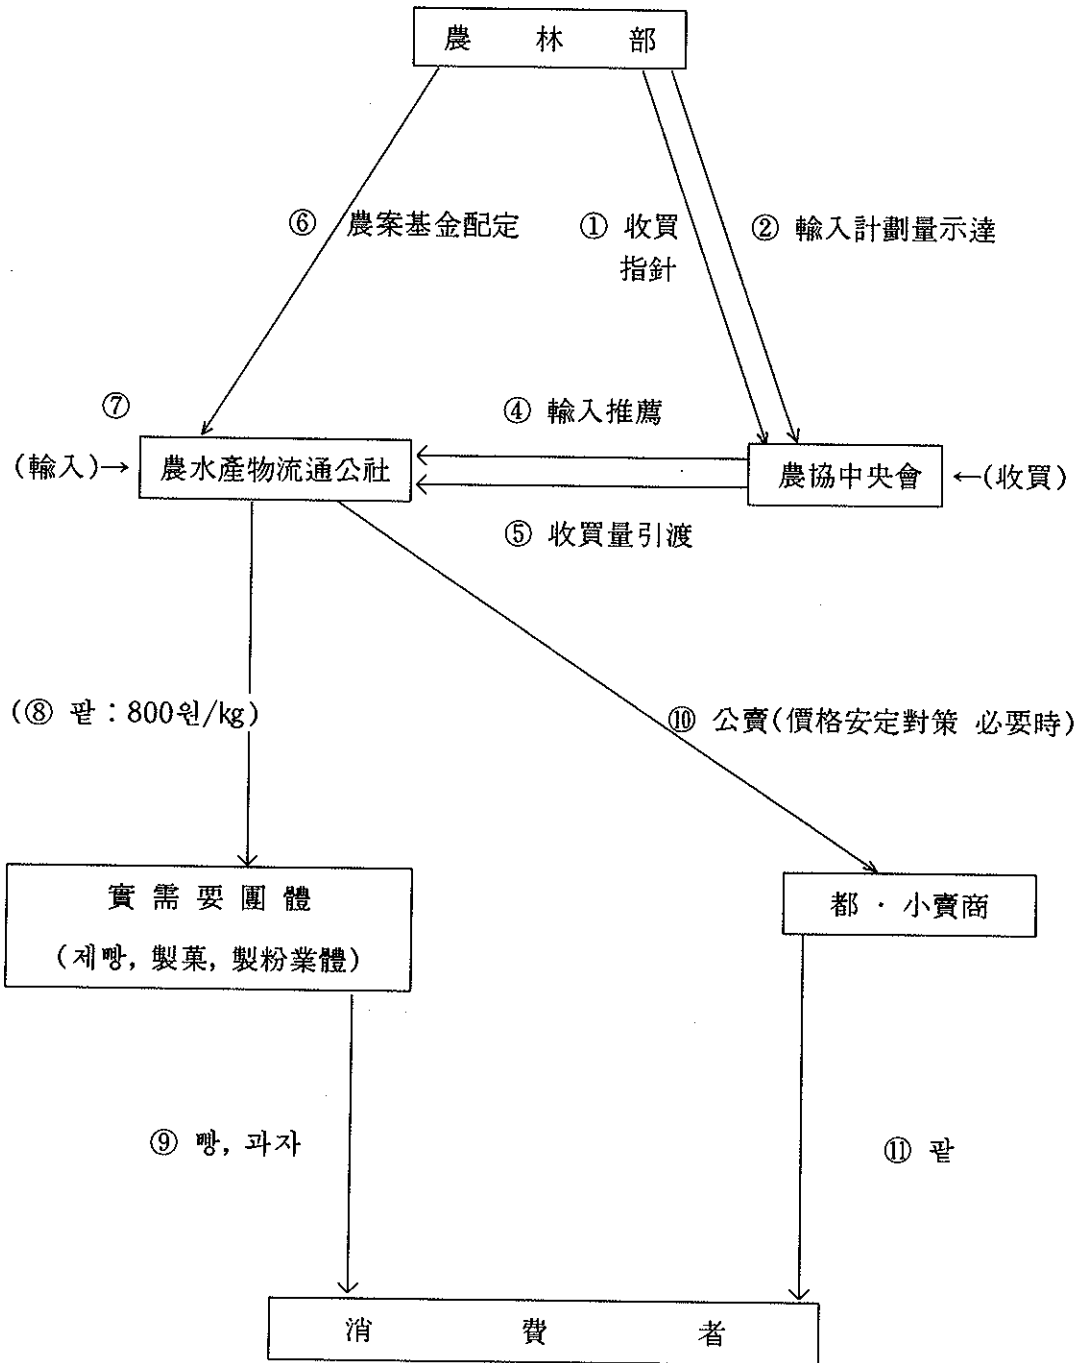 農 林 部
⑥ 農案基金配定
① 收買
指針
② 輸入計劃量示達
⑦
④ 輸入推薦
(輸入)→
農水產物流通公社
農協中央會
←(收買)
⑤ 收買量引渡
(⑧ 팥 : 800원/㎏)
⑩ 公賣(價格安定對策 必要時)
實 需 要 團 體
(제빵, 製菓, 製粉業體)
都 · 小賣商
⑨ 빵, 과자
⑪ 팥
消 費 者